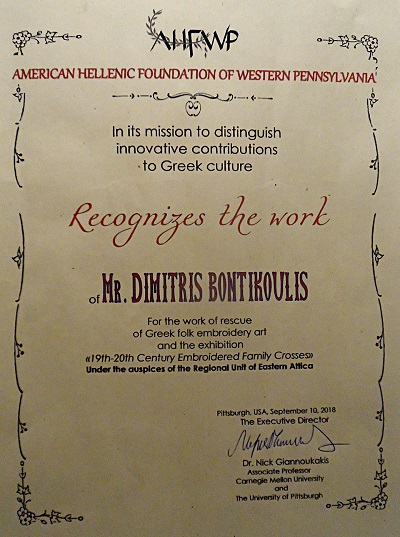 AHFWP
AMERICAN HELLENIC FOUNDATION OF WESTERN PENNSYLVANIA
In its mission to distinguish
innovative contributions
to Greek culture
Recognizes the work
of MR. DIMITRIS BONTIKOULIS
For the work of rescue
of Greek folk embroidery art
and the exhibition
«19th-20th Century Embroidered Family Crosses»
Under the auspices of the Regional Unit of Eastern Attica
Pittsburgh, USA, September 10, 2018
The Executive Director
Dr. Nick Giannoukakis
Associate Professor
Carnegie Mellon University
and
The University of Pittsburgh